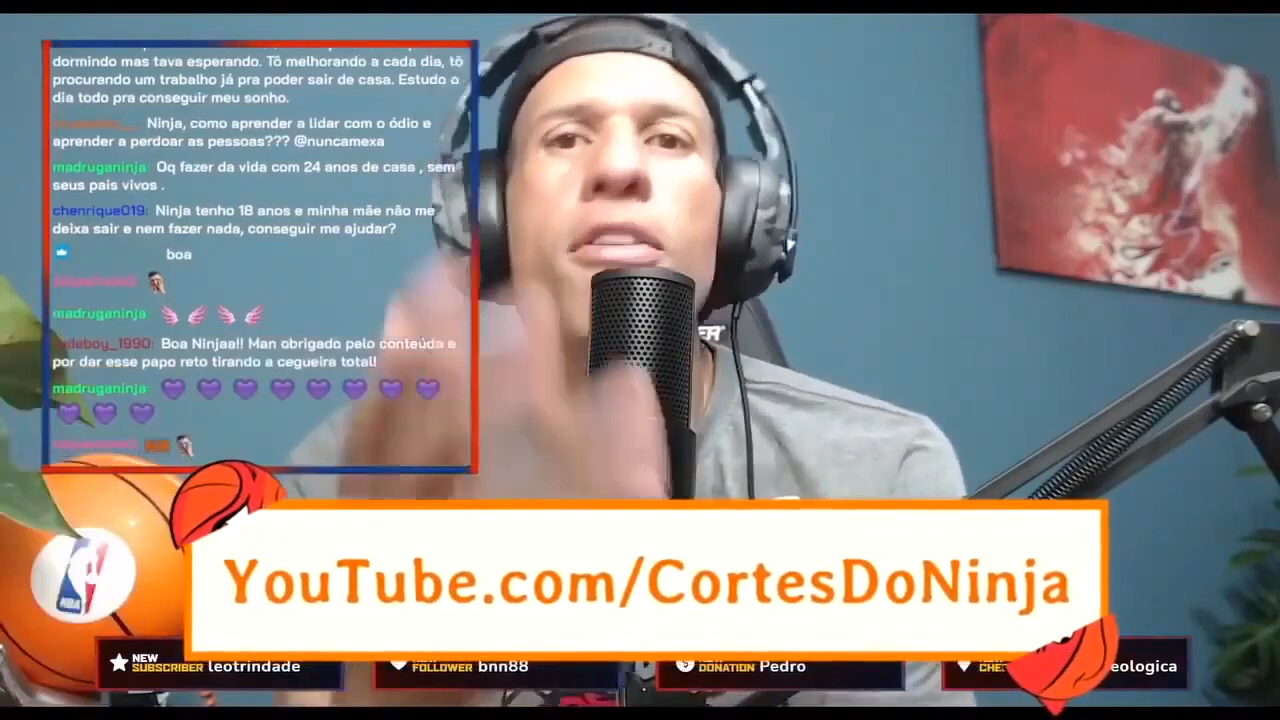 dormindo mas tava esperando. Tô melhorando a cada dia, tô
procurando um trabalho já pra poder sair de casa. Estudo o
dia todo pra conseguir meu sonho.
Ninja, como aprender a lidar com o ódio e
aprender a perdoar as pessoas??? @nuncamexa
madruganinja: Oq fazer da vida com 24 anos de casa , sem
seus pais vivos .
chenrique019: Ninja tenho 18 anos e minha mãe não me
deixa sair e nem fazer nada, conseguir me ajudar?
boa
madruganinja
Boa Ninjaa!! Man obrigado pelo conteúda e
por dar esse papo reto tirando a cegueira total!
madruganinja
YouTube.com/CortesDoNinja
NBA
NEW
SUBSCRIBER leotrindade
FOLLOWER bnn88
DONATION Pedro
eologica